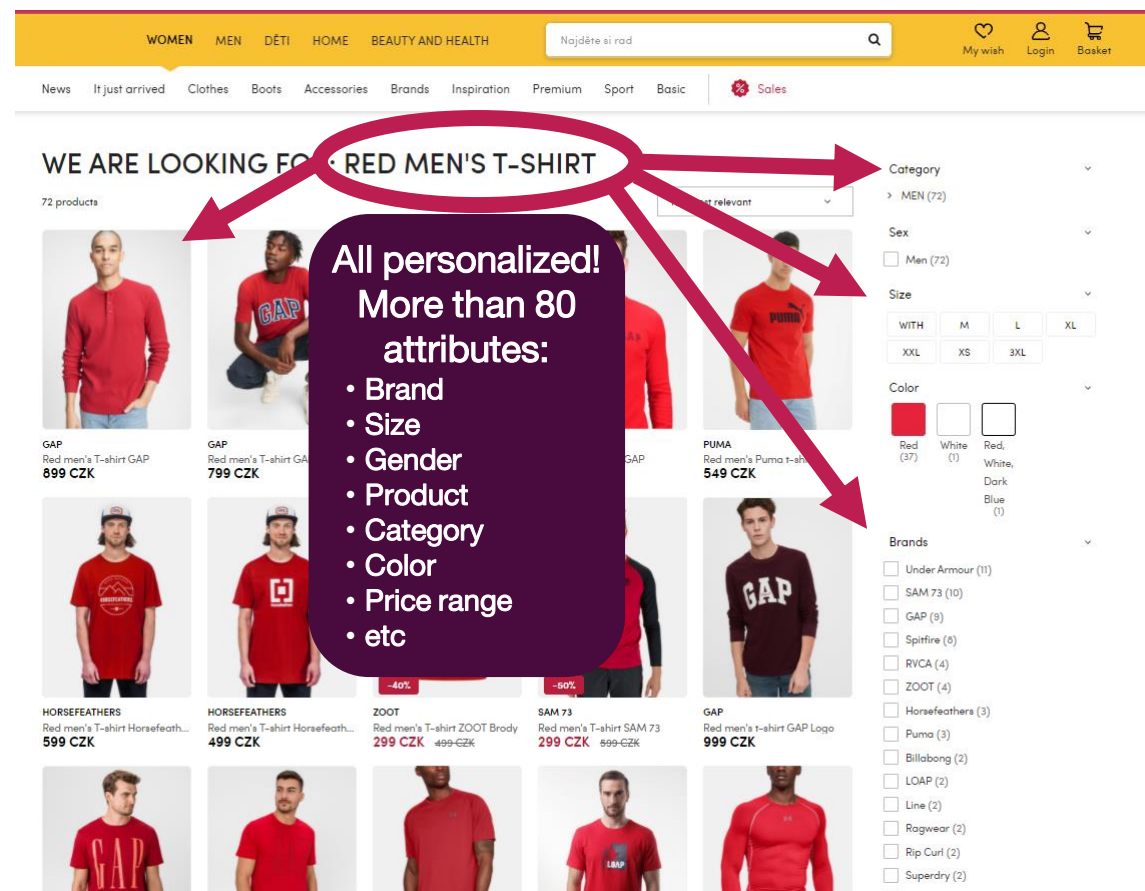 WOMEN MEN DĚTI HOME BEAUTY AND HEALTH
Najděte si rad
My wish Login Basket
News It just arrived Clothes Boots Accessories Brands Inspiration Premium Sport Basic Sales
WE ARE LOOKING FO : RED MEN'S T-SHIRT
72 products
relevant
All personalized!
More than 80
attributes:
• Brand
• Size
• Gender
• Product
• Category
• Color
• Price range
• etc
GAP
PUMA
GAP
Red men's T-shirt GAP
899 CZK
GAP
Red men's T-shirt GA
799 CZK
GAP
PUMA
Red men's Puma t-sh
549 CZK
HORSEFEATHERS
GAP
-40%
-50%
HORSEFEATHERS
Red men's T-shirt Horsefeath...
599 CZK
HORSEFEATHERS
Red men's T-shirt Horsefeath...
499 CZK
ZOOT
Red men's T-shirt ZOOT Brody
299 CZK 499 CZK
SAM 73
Red men's T-shirt SAM 73
299 CZK 599 CZK
GAP
Red men's t-shirt GAP Logo
999 CZK
GAP
LOAP
Category
MEN (72)
Sex
Men (72)
Size
WITH M L XL
XXL XS 3XL
Color
Red
(37)
White
(1)
Red,
White,
Dark
Blue
(1)
Brands
Under Armour (11)
SAM 73 (10)
GAP (9)
Spitfire (8)
RVCA (4)
ZOOT (4)
Horsefeathers (3)
Puma (3)
Billabong (2)
LOAP (2)
Line (2)
Ragwear (2)
Rip Curl (2)
Superdry (2)